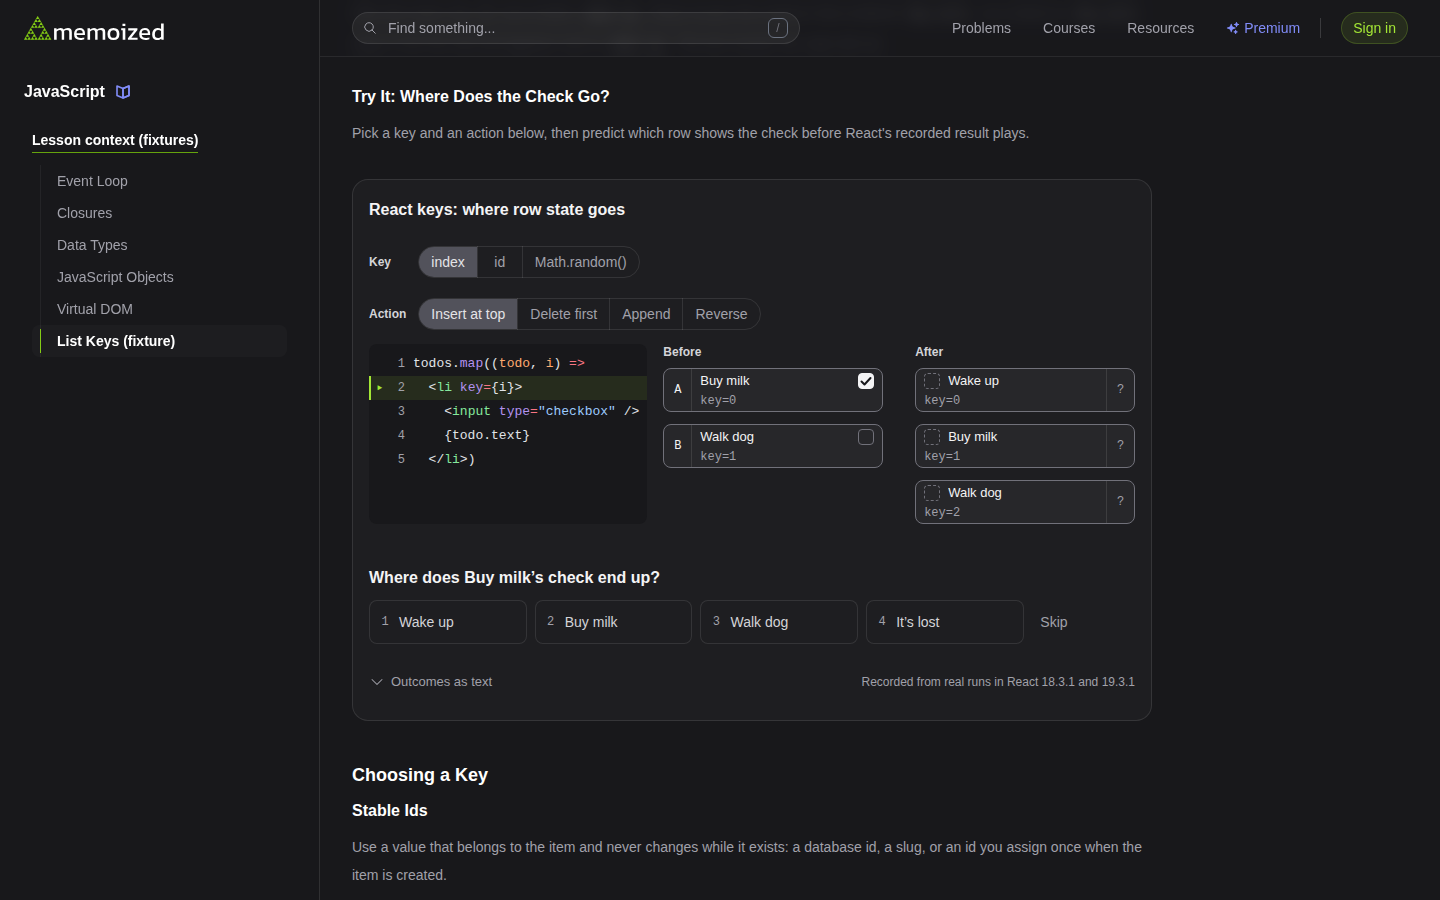 memoized
Find something...
/
Problems
Courses
Resources
Premium
Sign in
JavaScript
Lesson context (fixtures)
Event Loop
Closures
Data Types
JavaScript Objects
Virtual DOM
List Keys (fixture)
Try It: Where Does the Check Go?
Pick a key and an action below, then predict which row shows the check before React's recorded result plays.
React keys: where row state goes
Key
index
id
Math.random()
Action
Insert at top
Delete first
Append
Reverse
1 todos.map((todo, i) =>
2 <li key={i}>
3 <input type="checkbox" />
4 {todo.text}
5 </li>)
Before
A
Buy milk
key=0
B
Walk dog
key=1
After
Wake up
key=0
?
Buy milk
key=1
?
Walk dog
key=2
?
Where does Buy milk’s check end up?
1 Wake up
2 Buy milk
3 Walk dog
4 It’s lost
Skip
Outcomes as text
Recorded from real runs in React 18.3.1 and 19.3.1
Choosing a Key
Stable Ids
Use a value that belongs to the item and never changes while it exists: a database id, a slug, or an id you assign once when the
item is created.